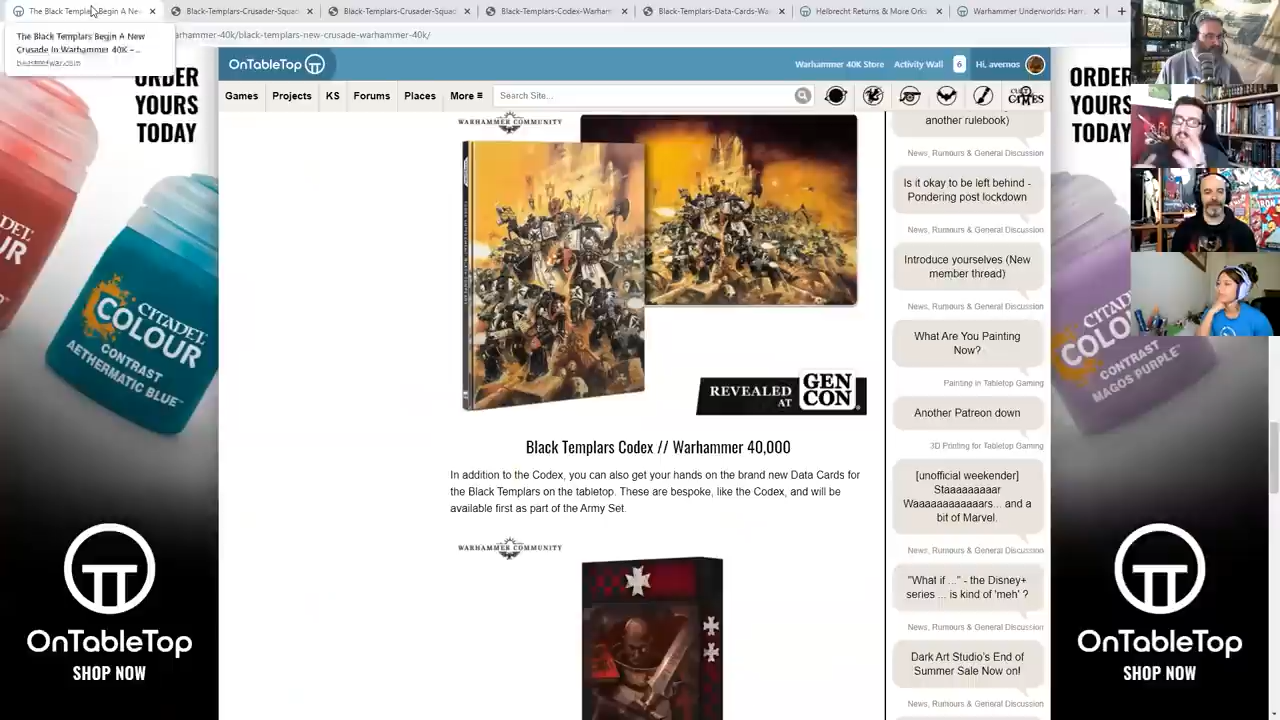 The Black Templars Begin A Ne
Black-Templars-Crusader-Squad
Black-Templars-Crusader-Squad
Black-Templars-Codex-Warham
Black-Templars-Data-Cards-Wa
Helbrecht Returns & More Orks
Warhammer Underworlds: Harr
The Black Templars Begin A New
Crusade In Warhammer 40K – ...
beastsofwar.com
arhammer-40k/black-templars-new-crusade-warhammer-40k/
ORDER
YOURS
TODAY
ORDER
YOURS
TODAY
OnTableTop
Warhammer 40K Store
Activity Wall
6
Hi, avernos
Games
Projects
KS
Forums
Places
More ≡
Search Site...
GAMES
WARHAMMER COMMUNITY
REVEALED
AT
GEN
CON
Black Templars Codex // Warhammer 40,000
In addition to the Codex, you can also get your hands on the brand new Data Cards for
the Black Templars on the tabletop. These are bespoke, like the Codex, and will be
available first as part of the Army Set.
WARHAMMER COMMUNITY
another rulebook)
News, Rumours & General Discussion
Is it okay to be left behind -
Pondering post lockdown
News, Rumours & General Discussion
Introduce yourselves (New
member thread)
News, Rumours & General Discussion
What Are You Painting
Now?
Painting in Tabletop Gaming
Another Patreon down
3D Printing for Tabletop Gaming
[unofficial weekender]
Staaaaaaaar
Waaaaaaaaaaars... and a
bit of Marvel.
News, Rumours & General Discussion
"What if ..." - the Disney+
series ... is kind of 'meh' ?
News, Rumours & General Discussion
Dark Art Studio's End of
Summer Sale Now on!
News, Rumours & General Discussion
CITADEL
COLOUR
CONTRAST
AETHERMATIC BLUE
OnTableTop
SHOP NOW
CITADEL
COLO
CONTRAST
MAGOS PURPLE
OnTableTop
SHOP NOW